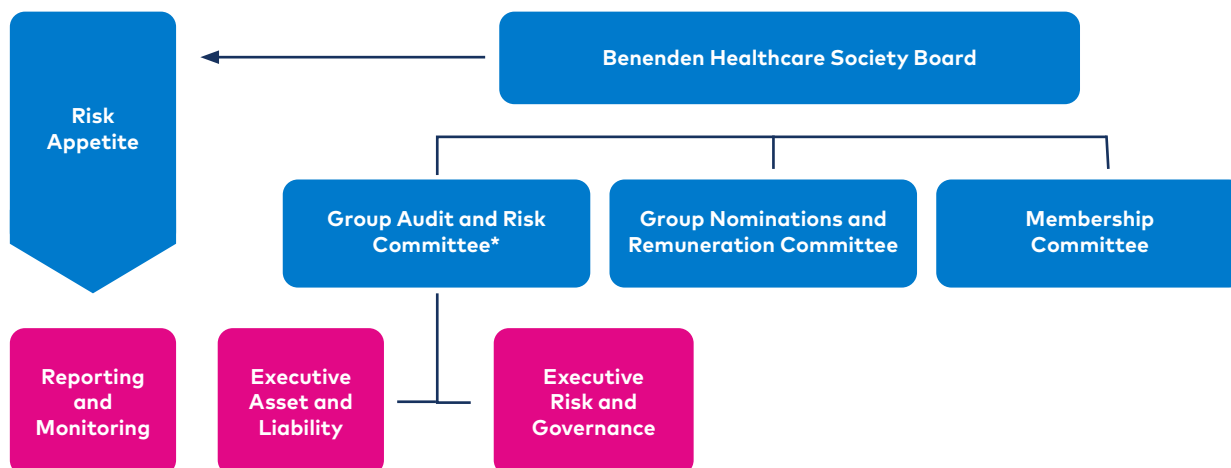 Benenden Healthcare Society Board
Risk
Appetite
Group Audit and Risk
Committee*
Group Nominations and
Remuneration Committee
Membership
Committee
Reporting
and
Monitoring
Executive
Asset and
Liability
Executive
Risk and
Governance